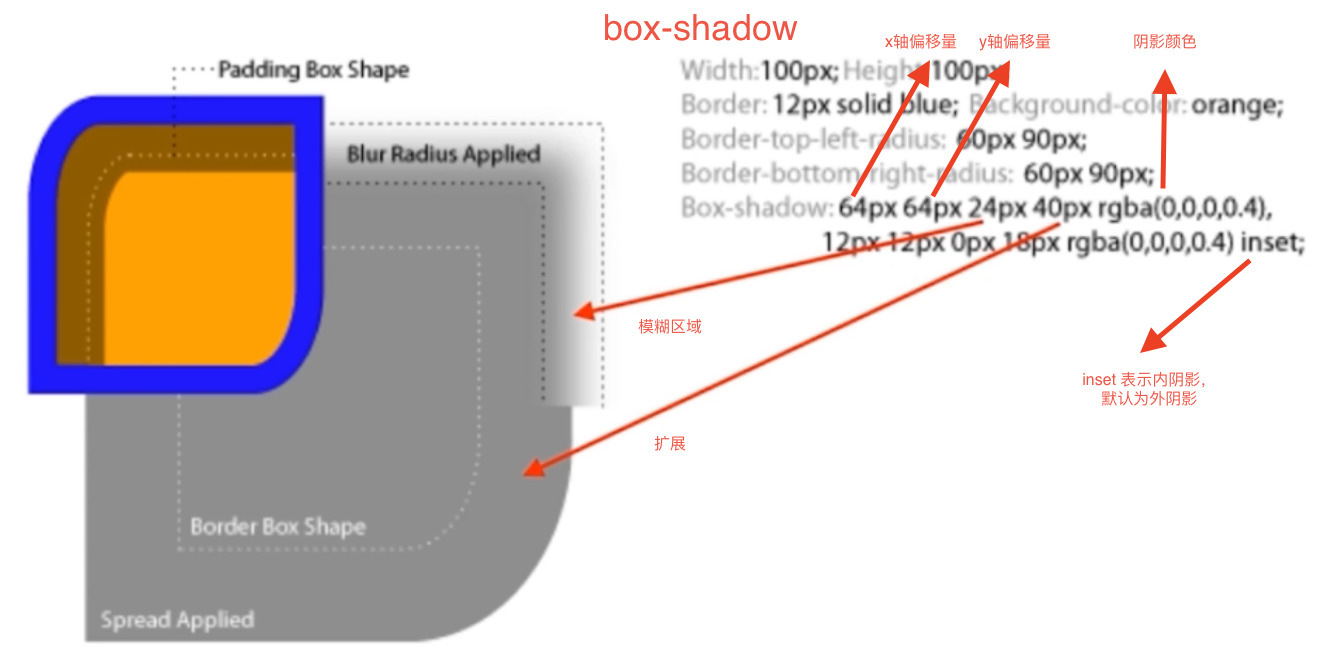 box-shadow
x轴偏移量 y轴偏移量 阴影颜色
Padding Box Shape
Width:100px; Height:100px;
Border: 12px solid blue; Background-color: orange;
Border-top-left-radius: 60px 90px;
Blur Radius Applied
Border-bottom-right-radius: 60px 90px;
Box-shadow: 64px 64px 24px 40px rgba(0,0,0,0.4),
12px 12px 0px 18px rgba(0,0,0,0.4) inset;
模糊区域
inset 表示内阴影,
默认为外阴影
扩展
Border Box Shape
Spread Applied